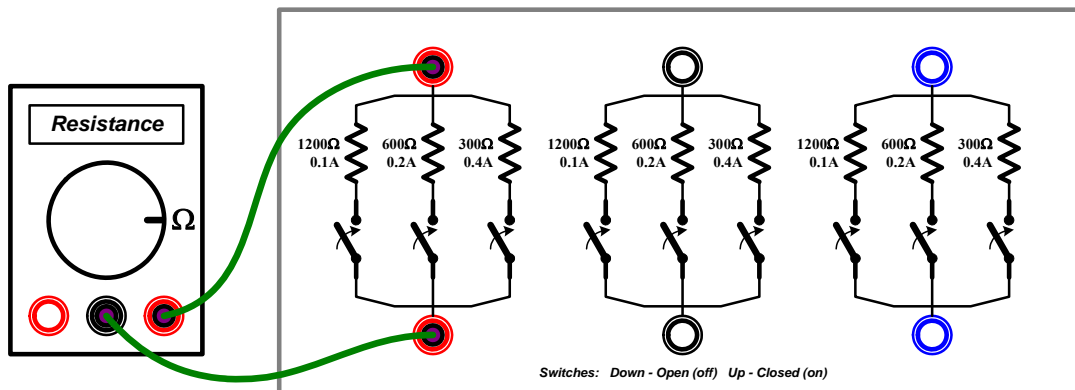 Resistance
Ω
1200Ω 600Ω 300Ω 1200Ω 600Ω 300Ω 1200Ω 600Ω 300Ω
0.1A 0.2A 0.4A 0.1A 0.2A 0.4A 0.1A 0.2A 0.4A
Switches: Down - Open (off) Up - Closed (on)